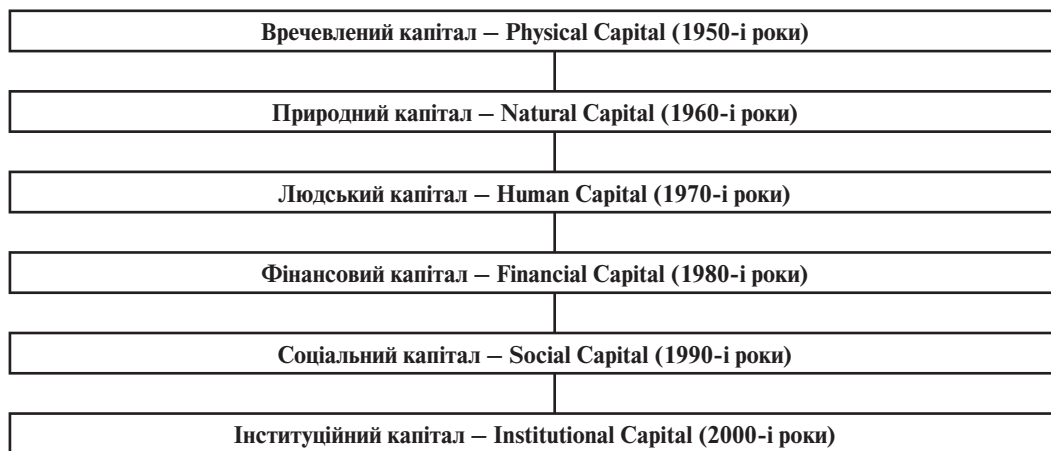 Вречевлений капітал – Physical Capital (1950-і роки)
Природний капітал – Natural Capital (1960-і роки)
Людський капітал – Human Capital (1970-і роки)
Фінансовий капітал – Financial Capital (1980-і роки)
Соціальний капітал – Social Capital (1990-і роки)
Інституційний капітал – Institutional Capital (2000-і роки)